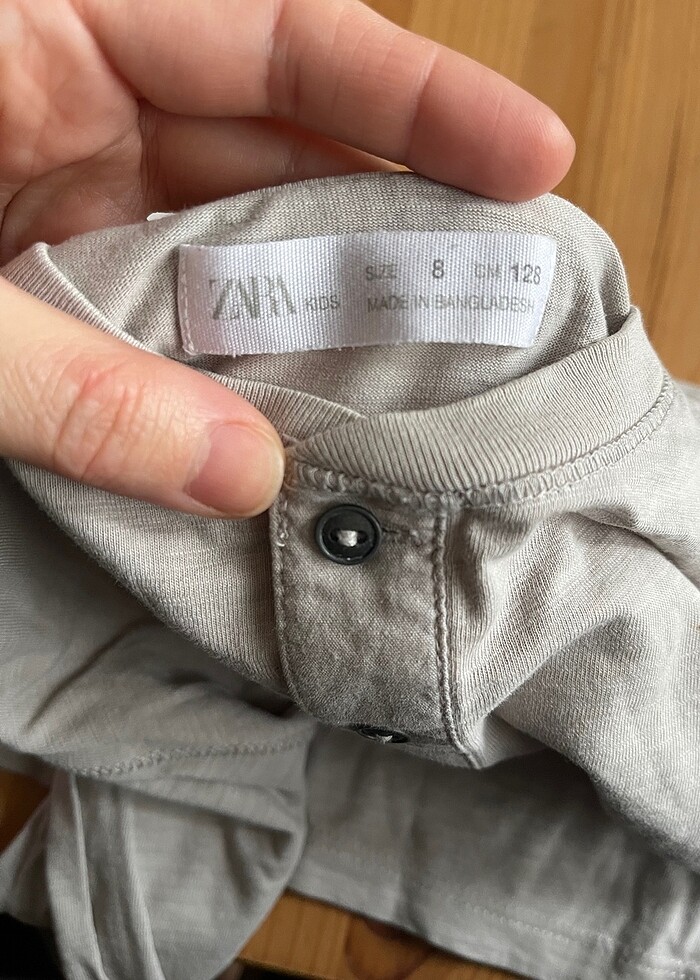 ZARA KIDS
SIZE 8 CM 128
MADE IN BANGLADESH